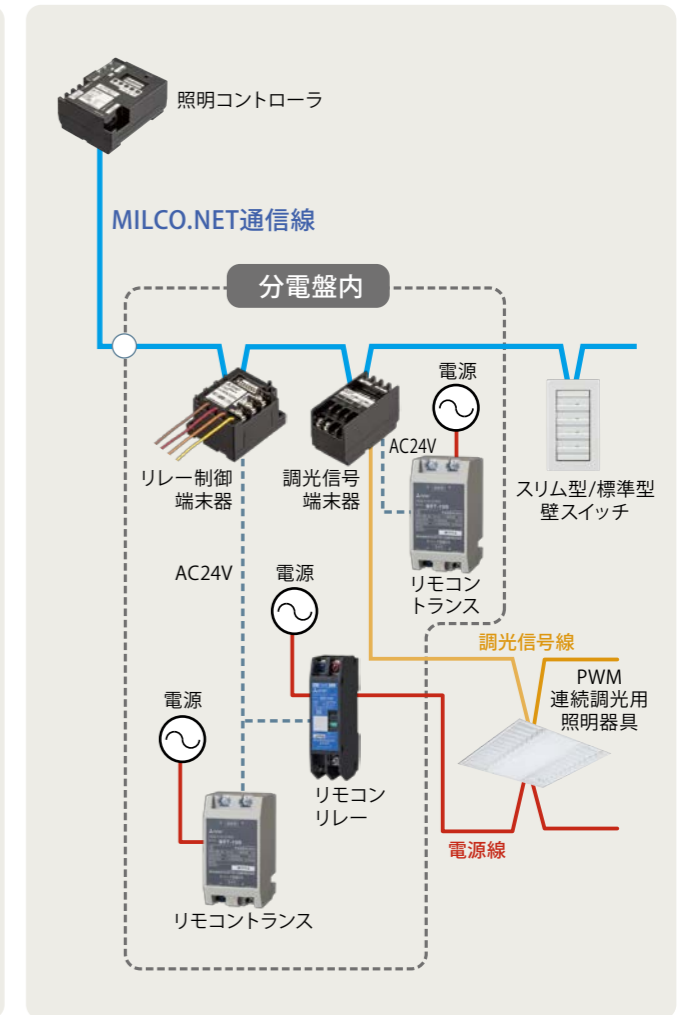 照明コントローラ
MILCO.NET通信線
分電盤内
電源
AC24V
リレー制御
端末器
調光信号
端末器
スリム型/標準型
壁スイッチ
リモコン
トランス
AC24V
電源
調光信号線
PWM
連続調光用
照明器具
電源
リモコン
リレー
電源線
リモコントランス